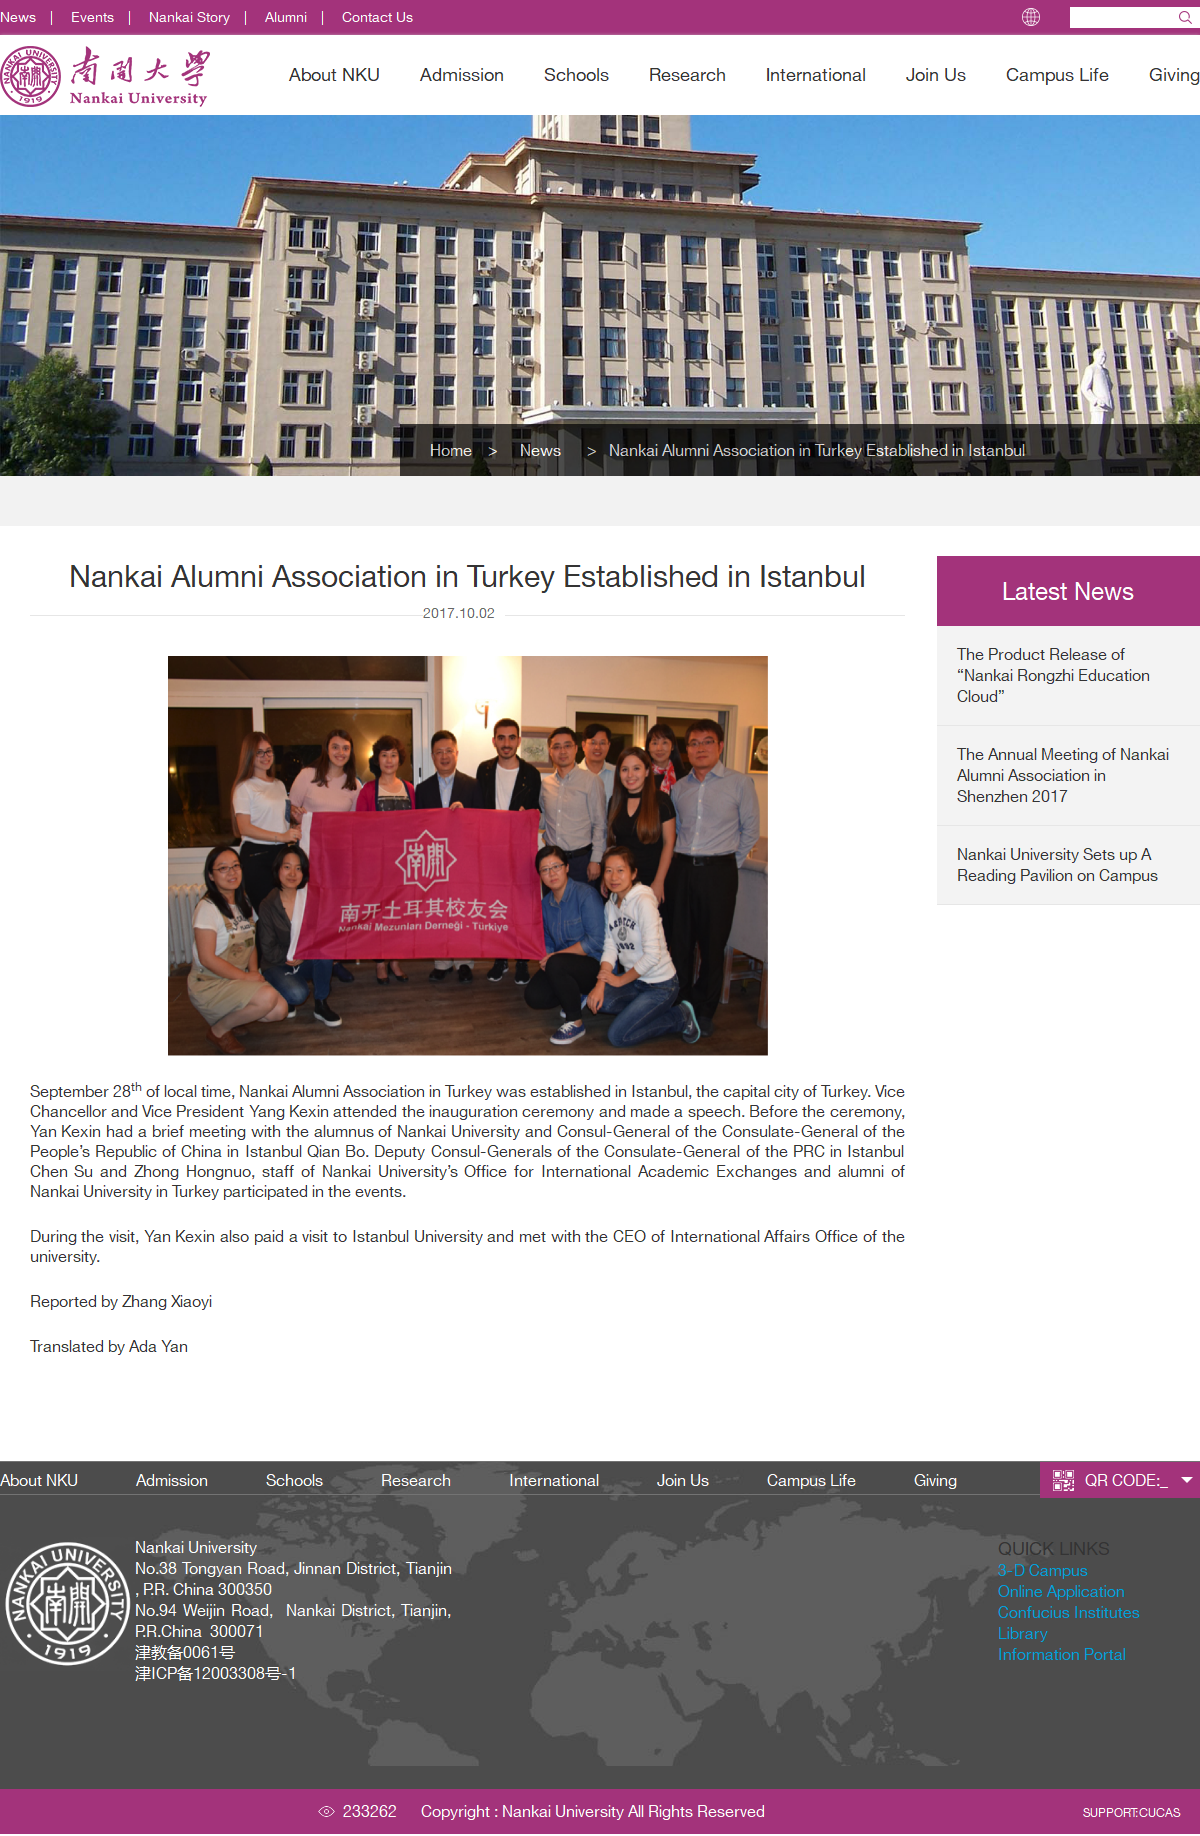 News | Events | Nankai Story | Alumni | Contact Us
NANKAI UNIVERSITY
1919
南開大學
Nankai University
About NKU Admission Schools Research International Join Us Campus Life Giving
Home > News > Nankai Alumni Association in Turkey Established in Istanbul
Nankai Alumni Association in Turkey Established in Istanbul
2017.10.02
南開
南开土耳其校友会
Nankai Mezunları Derneği - Türkiye
Latest News
The Product Release of
“Nankai Rongzhi Education
Cloud”
The Annual Meeting of Nankai
Alumni Association in
Shenzhen 2017
Nankai University Sets up A
Reading Pavilion on Campus
September 28th of local time, Nankai Alumni Association in Turkey was established in Istanbul, the capital city of Turkey. Vice
Chancellor and Vice President Yang Kexin attended the inauguration ceremony and made a speech. Before the ceremony,
Yan Kexin had a brief meeting with the alumnus of Nankai University and Consul-General of the Consulate-General of the
People’s Republic of China in Istanbul Qian Bo. Deputy Consul-Generals of the Consulate-General of the PRC in Istanbul
Chen Su and Zhong Hongnuo, staff of Nankai University’s Office for International Academic Exchanges and alumni of
Nankai University in Turkey participated in the events.
During the visit, Yan Kexin also paid a visit to Istanbul University and met with the CEO of International Affairs Office of the
university.
Reported by Zhang Xiaoyi
Translated by Ada Yan
About NKU Admission Schools Research International Join Us Campus Life Giving
QR CODE:_
NANKAI UNIVERSITY
南開
1919
Nankai University
No.38 Tongyan Road, Jinnan District, Tianjin
, P.R. China 300350
No.94 Weijin Road, Nankai District, Tianjin,
P.R.China 300071
津教备0061号
津ICP备12003308号-1
QUICK LINKS
3-D Campus
Online Application
Confucius Institutes
Library
Information Portal
233262 Copyright : Nankai University All Rights Reserved
SUPPORT:CUCAS